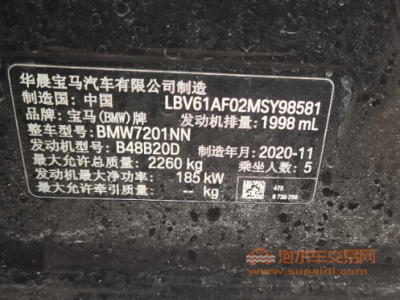 华晨宝马汽车有限公司制造
制造国：中国 LBV61AF02MSY98581
品牌：宝马(BMW)牌 发动机排量：1998 mL
整车型号：BMW7201NN
发动机型号：B48B20D 制造年月：2020-11
最大允许总质量：2260 kg 乘坐人数：5
发动机最大净功率：185 kW
最大允许牵引质量： -- kg
475
泡水车交易网
www.supaidl.com